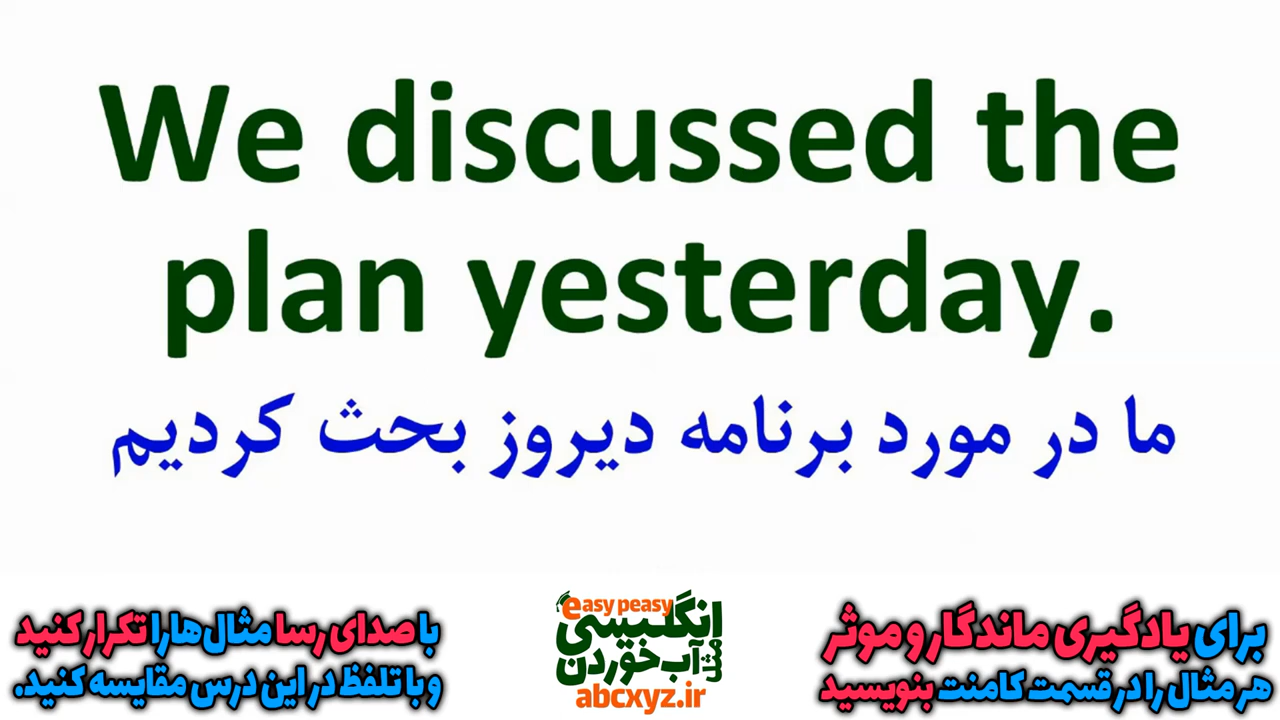 We discussed the
plan yesterday.
ما در مورد برنامه دیروز بحث کردیم
برای یادگیری ماندگار و موثر
هر مثال را در قسمت کامنت بنویسید
easy peasy
انگلیسی
مثل آب خوردن
abcxyz.ir
با صدای رسا مثال‌ها را تکرار کنید
و با تلفظ در این درس مقایسه کنید.